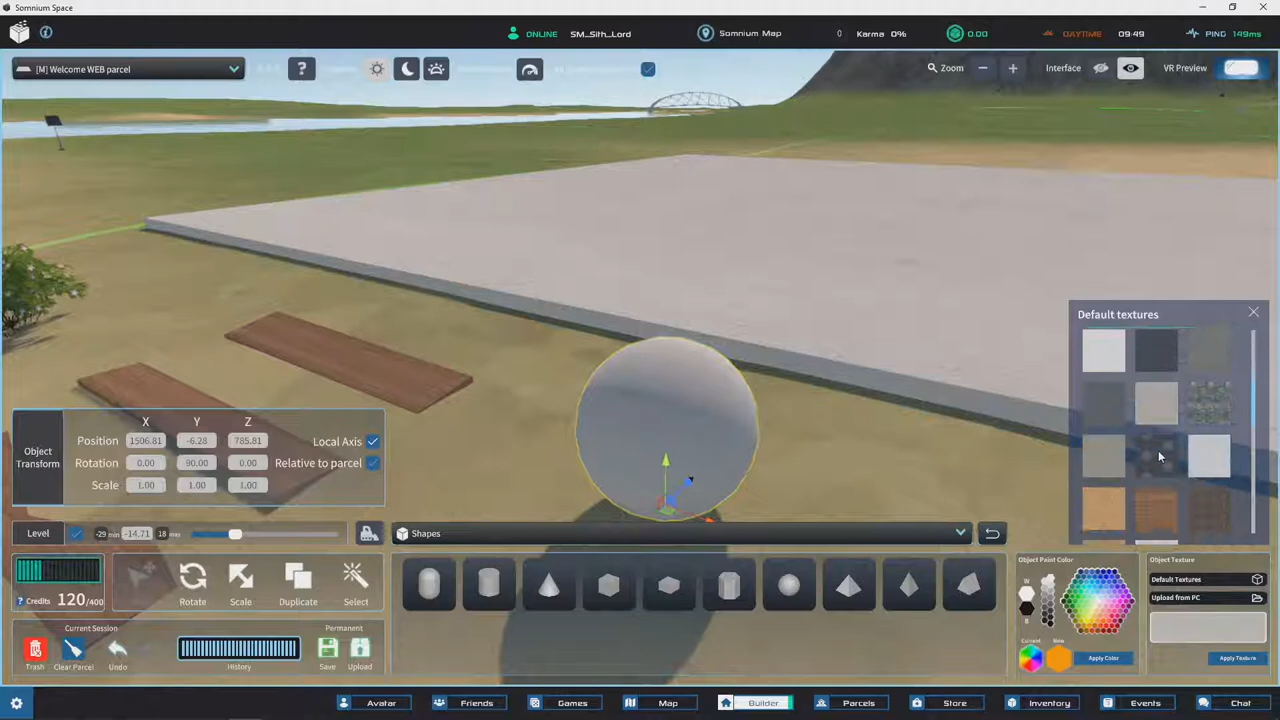 Somnium Space
ONLINE SM_Sith_Lord Somnium Map 0 Karma 0% 0.00 DAYTIME 09:49 PING 149ms
[M] Welcome WEB parcel ? Zoom Interface VR Preview
Default textures
X Y Z
Object Transform
Position 1506.81 -6.28 785.81 Local Axis
Rotation 0.00 90.00 0.00 Relative to parcel
Scale 1.00 1.00 1.00
Level -29 min -14.71 18 max
Shapes
? Credits 120/400
Rotate Scale Duplicate Select
Current Session Permanent
Trash Clear Parcel Undo History Save Upload
Object Paint Color
W
B
Current New
Apply Color
Object Texture
Default Textures
Upload from PC
Apply Texture
Avatar Friends Games Map Builder Parcels Store Inventory Events Chat